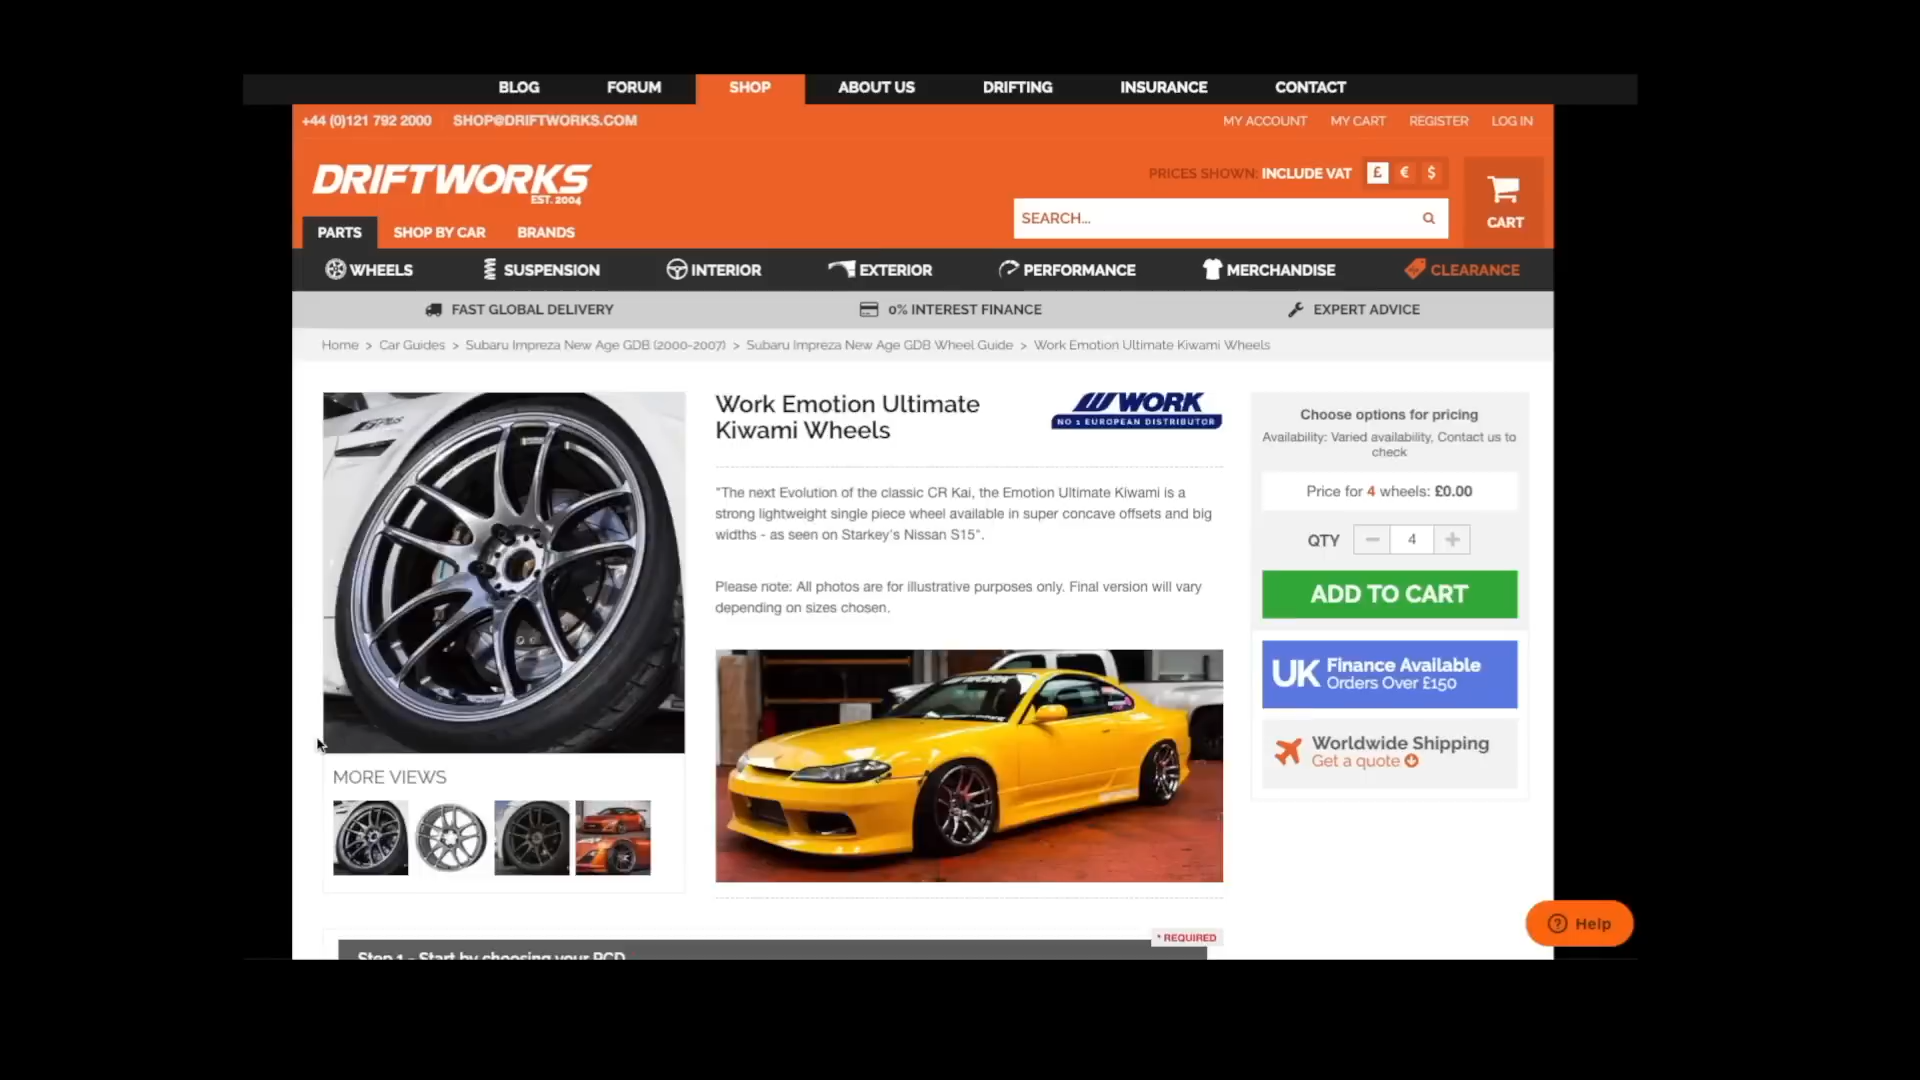 BLOG FORUM SHOP ABOUT US DRIFTING INSURANCE CONTACT
+44 (0)121 792 2000 SHOP@DRIFTWORKS.COM
MY ACCOUNT MY CART REGISTER LOG IN
DRIFTWORKS
EST. 2004
PRICES SHOWN: INCLUDE VAT £ € $
SEARCH...
CART
PARTS SHOP BY CAR BRANDS
WHEELS SUSPENSION INTERIOR EXTERIOR PERFORMANCE MERCHANDISE CLEARANCE
FAST GLOBAL DELIVERY 0% INTEREST FINANCE EXPERT ADVICE
Home > Car Guides > Subaru Impreza New Age GDB (2000-2007) > Subaru Impreza New Age GDB Wheel Guide > Work Emotion Ultimate Kiwami Wheels
Work Emotion Ultimate
Kiwami Wheels
WORK
NO 1 EUROPEAN DISTRIBUTOR
"The next Evolution of the classic CR Kai, the Emotion Ultimate Kiwami is a
strong lightweight single piece wheel available in super concave offsets and big
widths - as seen on Starkey's Nissan S15".
Please note: All photos are for illustrative purposes only. Final version will vary
depending on sizes chosen.
MORE VIEWS
Choose options for pricing
Availability: Varied availability, Contact us to
check
Price for 4 wheels: £0.00
QTY − 4 +
ADD TO CART
UK Finance Available
Orders Over £150
Worldwide Shipping
Get a quote
Help
* REQUIRED
Step 1 - Start by choosing your PCD